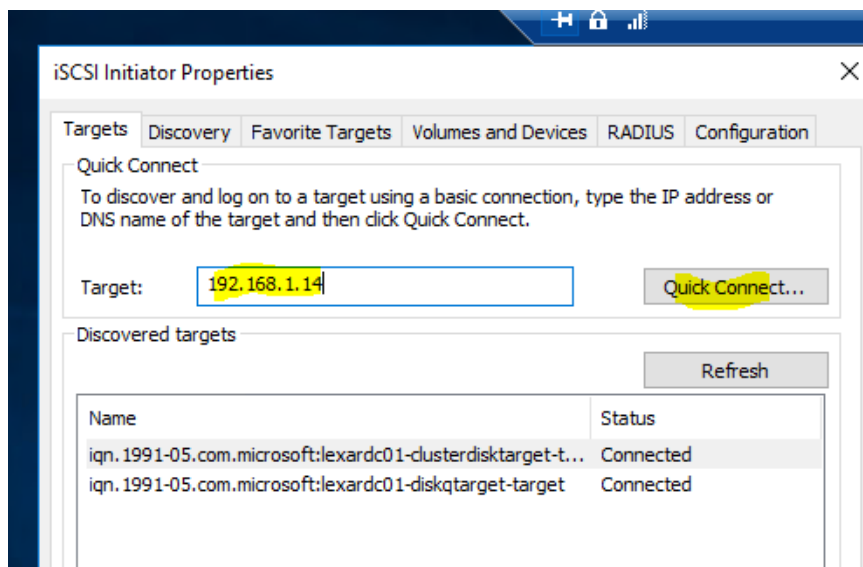 iSCSI Initiator Properties
Targets Discovery Favorite Targets Volumes and Devices RADIUS Configuration
Quick Connect
To discover and log on to a target using a basic connection, type the IP address or
DNS name of the target and then click Quick Connect.
Target: 192.168.1.14 Quick Connect...
Discovered targets
Refresh
Name Status
iqn.1991-05.com.microsoft:lexardc01-clusterdisktarget-t... Connected
iqn.1991-05.com.microsoft:lexardc01-diskqtarget-target Connected